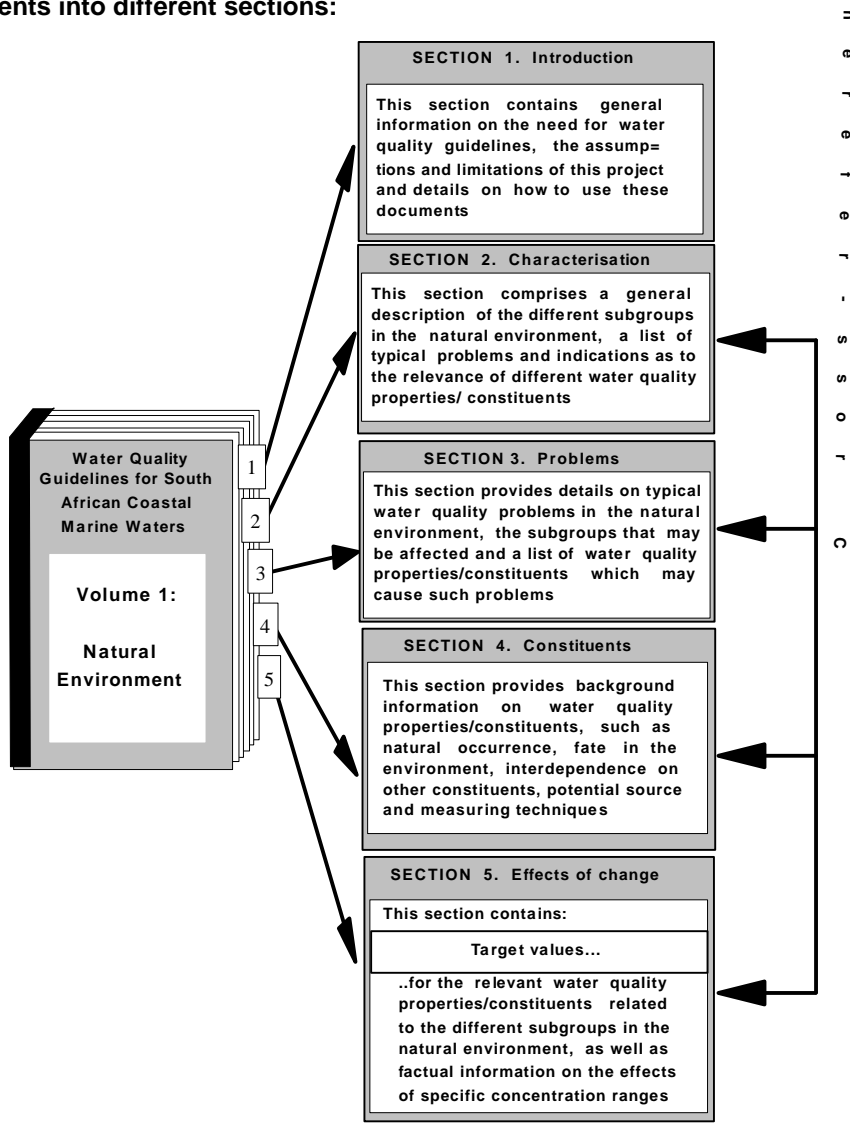 ents into different sections:
SECTION 1. Introduction
This section contains general
information on the need for water
quality guidelines, the assump=
tions and limitations of this project
and details on how to use these
documents
SECTION 2. Characterisation
This section comprises a general
description of the different subgroups
in the natural environment, a list of
typical problems and indications as to
the relevance of different water quality
properties/ constituents
Water Quality
Guidelines for South
African Coastal
Marine Waters
Volume 1:
Natural
Environment
1
2
3
4
5
SECTION 3. Problems
This section provides details on typical
water quality problems in the natural
environment, the subgroups that may
be affected and a list of water quality
properties/constituents which may
cause such problems
SECTION 4. Constituents
This section provides background
information on water quality
properties/constituents, such as
natural occurrence, fate in the
environment, interdependence on
other constituents, potential source
and measuring techniques
SECTION 5. Effects of change
This section contains:
Target values...
..for the relevant water quality
properties/constituents related
to the different subgroups in the
natural environment, as well as
factual information on the effects
of specific concentration ranges
C r o s s - r e f e r e n